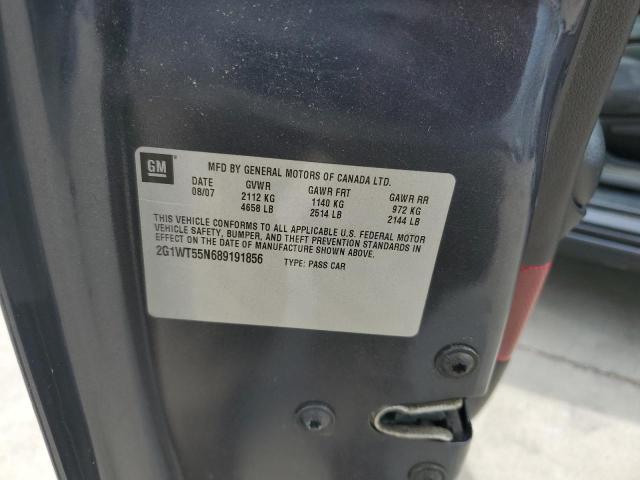 GM
MFD BY GENERAL MOTORS OF CANADA LTD.
DATE GVWR GAWR FRT GAWR RR
08/07 2112 KG 1140 KG 972 KG
4658 LB 2514 LB 2144 LB
THIS VEHICLE CONFORMS TO ALL APPLICABLE U.S. FEDERAL MOTOR
VEHICLE SAFETY, BUMPER, AND THEFT PREVENTION STANDARDS IN
EFFECT ON THE DATE OF MANUFACTURE SHOWN ABOVE.
2G1WT55N689191856 TYPE: PASS CAR